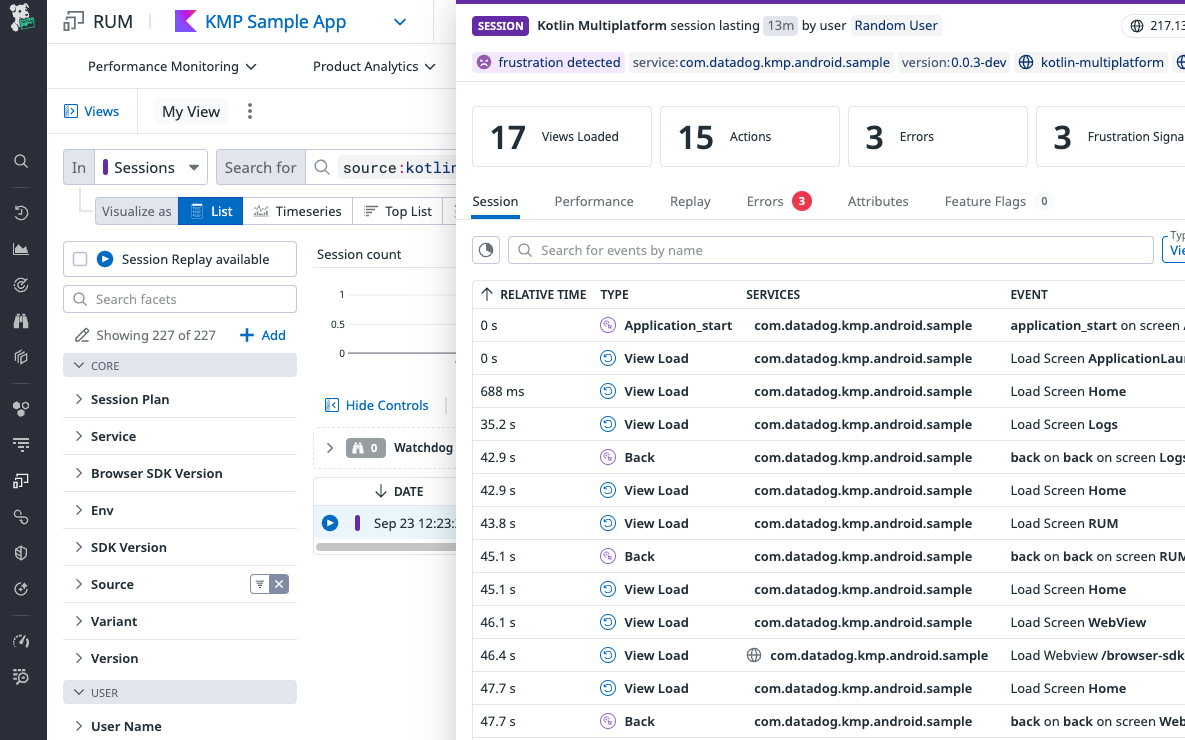 RUM
KMP Sample App
Performance Monitoring
Product Analytics
Views
My View
In
Sessions
Search for
source:kotlin
Visualize as
List
Timeseries
Top List
Session Replay available
Search facets
Showing 227 of 227
Add
CORE
Session Plan
Service
Browser SDK Version
Env
SDK Version
Source
Variant
Version
USER
User Name
Session count
1
0.5
0
Hide Controls
0
Watchdog
DATE
Sep 23 12:23:
SESSION Kotlin Multiplatform session lasting 13m by user Random User
217.13
frustration detected service:com.datadog.kmp.android.sample version:0.0.3-dev kotlin-multiplatform
17 Views Loaded
15 Actions
3 Errors
3 Frustration Signa
Session
Performance
Replay
Errors 3
Attributes
Feature Flags 0
Search for events by name
Typ
Vie
RELATIVE TIME TYPE SERVICES EVENT
0 s Application_start com.datadog.kmp.android.sample application_start on screen
0 s View Load com.datadog.kmp.android.sample Load Screen ApplicationLau
688 ms View Load com.datadog.kmp.android.sample Load Screen Home
35.2 s View Load com.datadog.kmp.android.sample Load Screen Logs
42.9 s Back com.datadog.kmp.android.sample back on back on screen Logs
42.9 s View Load com.datadog.kmp.android.sample Load Screen Home
43.8 s View Load com.datadog.kmp.android.sample Load Screen RUM
45.1 s Back com.datadog.kmp.android.sample back on back on screen RUM
45.1 s View Load com.datadog.kmp.android.sample Load Screen Home
46.1 s View Load com.datadog.kmp.android.sample Load Screen WebView
46.4 s View Load com.datadog.kmp.android.sample Load Webview /browser-sdk
47.7 s View Load com.datadog.kmp.android.sample Load Screen Home
47.7 s Back com.datadog.kmp.android.sample back on back on screen Web